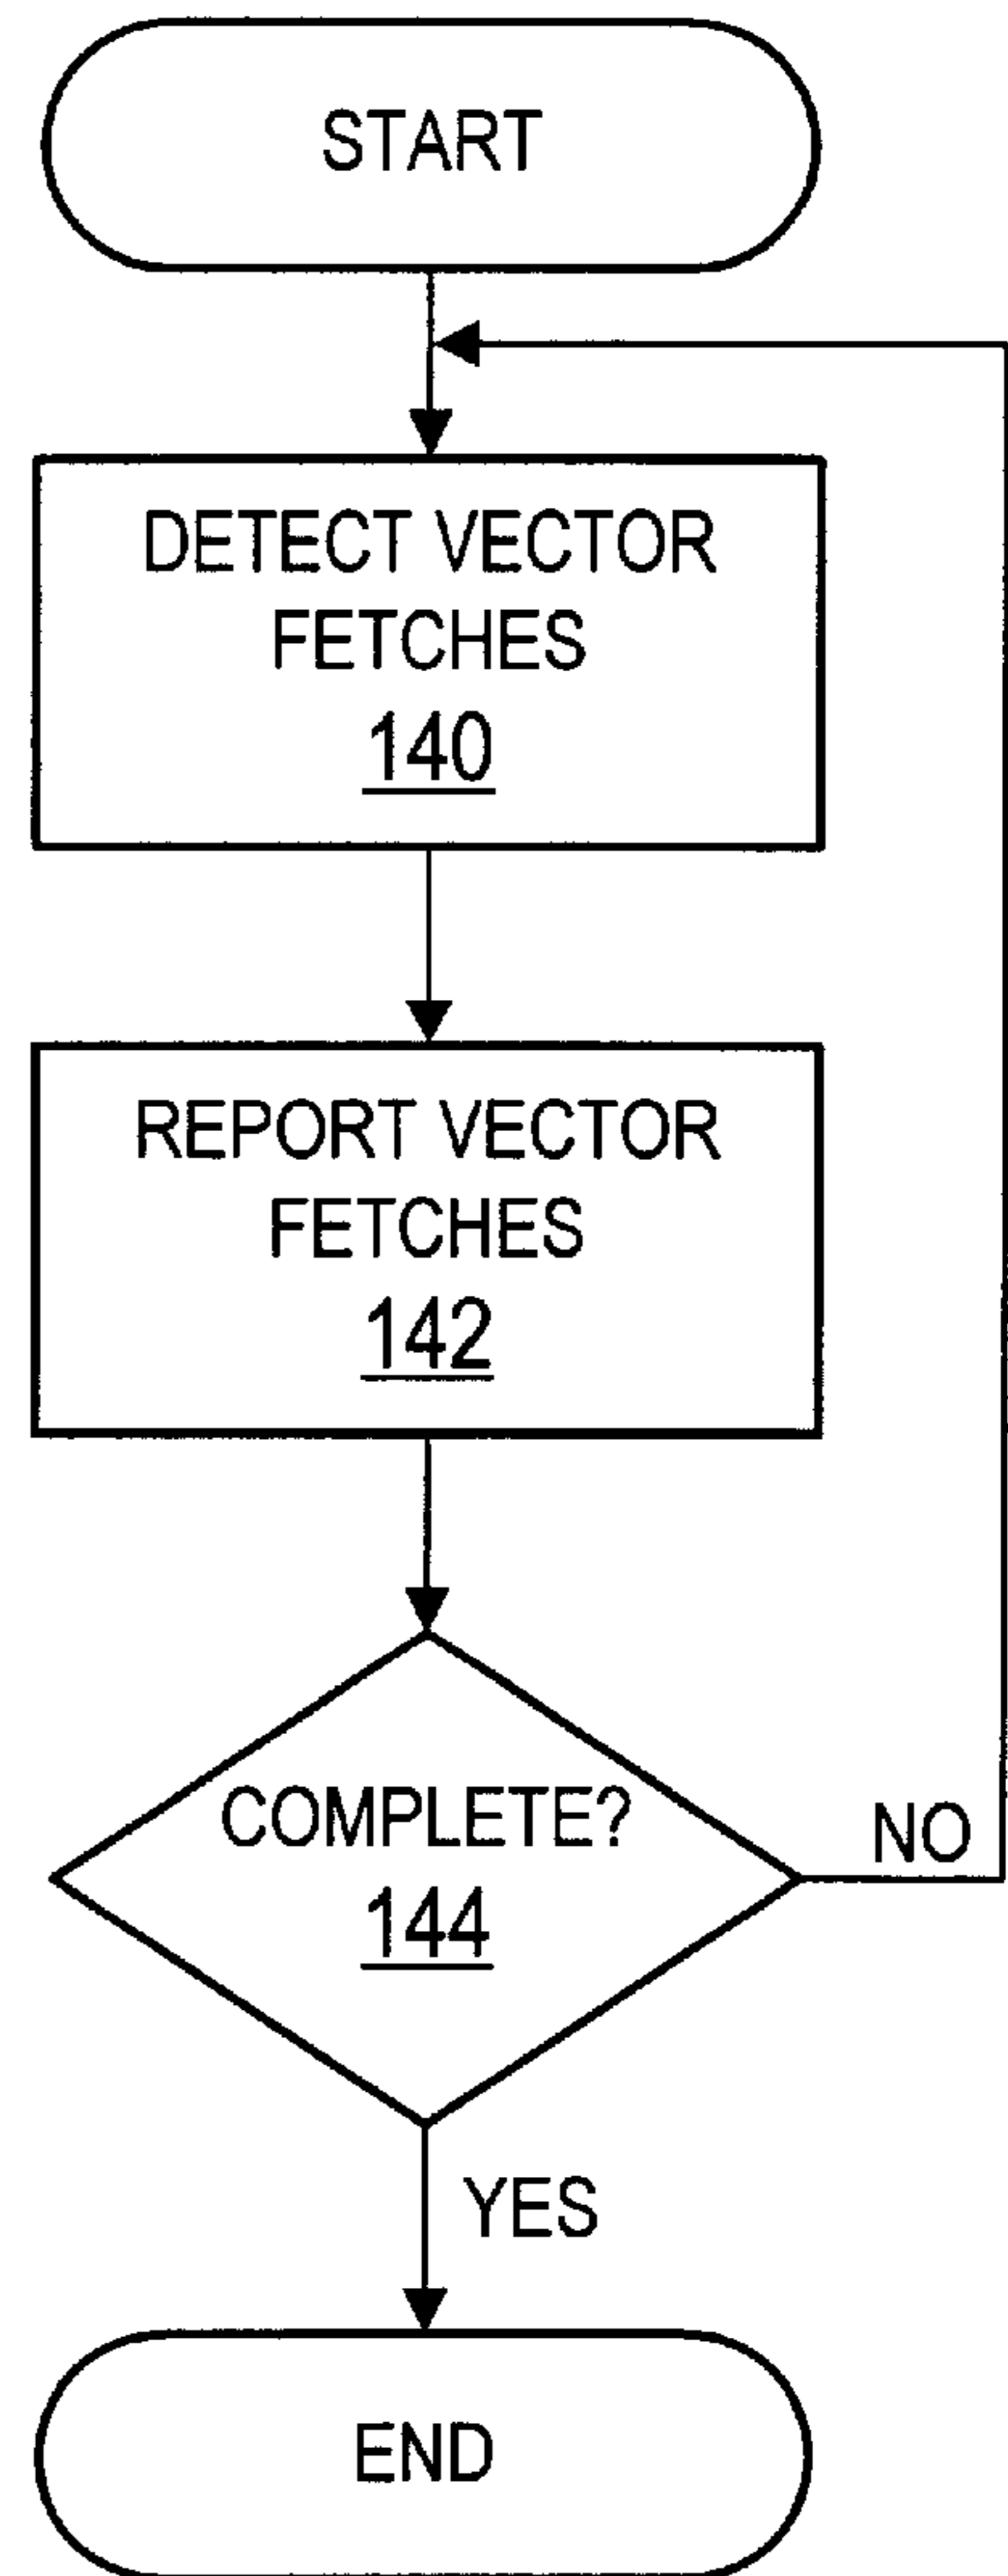 START
DETECT VECTOR
FETCHES
140
REPORT VECTOR
FETCHES
142
COMPLETE?
144
NO
YES
END